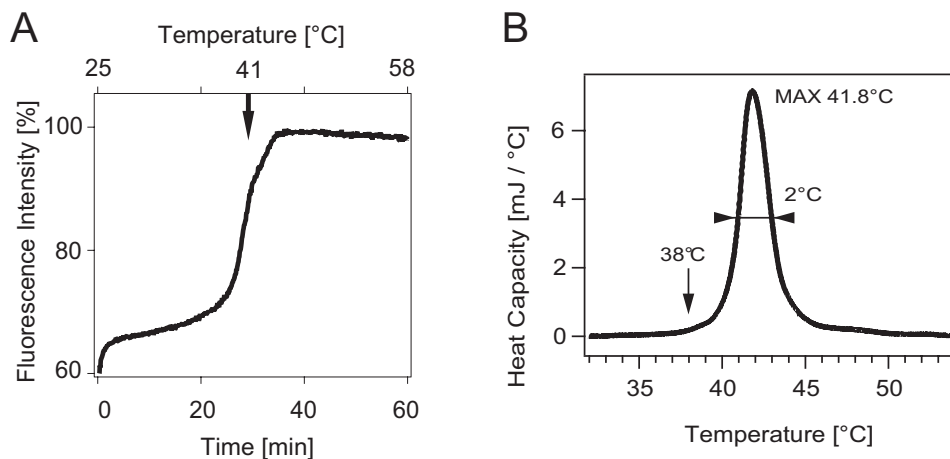 A
Temperature [°C]
25 41 58
Fluorescence Intensity [%]
100
80
60
0 20 40 60
Time [min]
B
Heat Capacity [mJ / °C]
6
4
2
0
MAX 41.8°C
2°C
38°C
35 40 45 50
Temperature [°C]